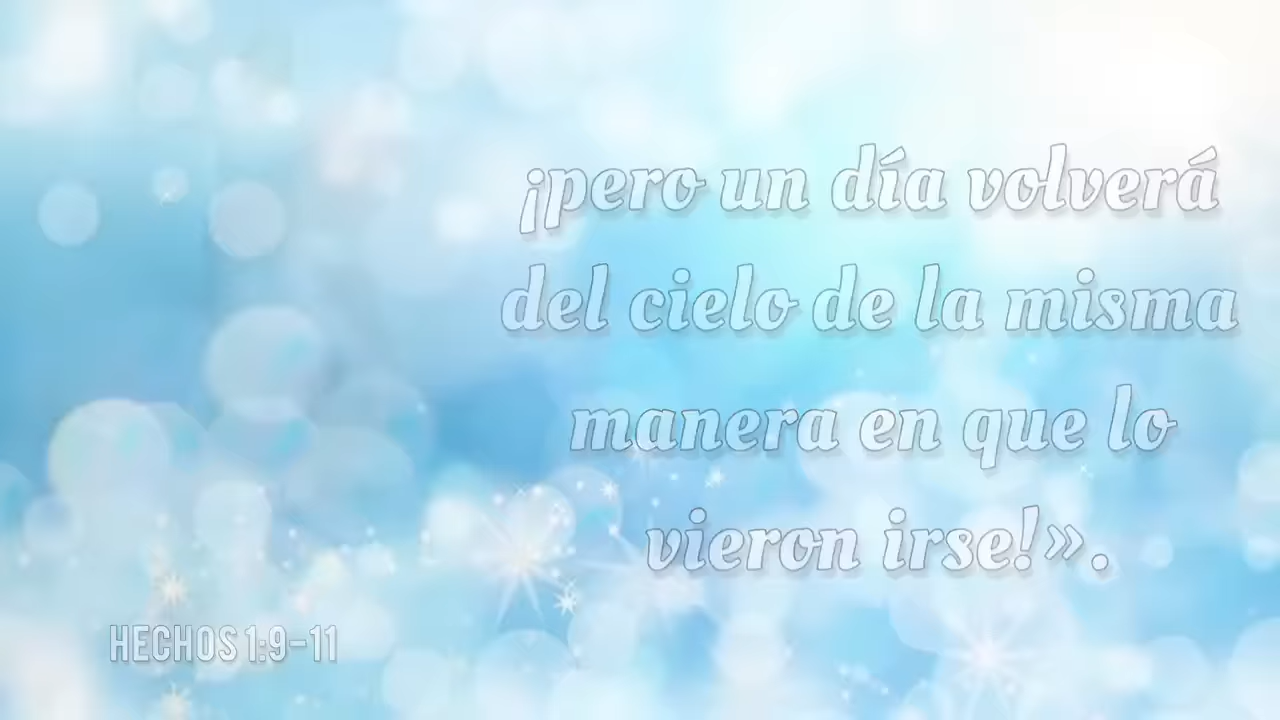 ¡pero un día volverá
del cielo de la misma
manera en que lo
vieron irse!».
HECHOS 1:9-11